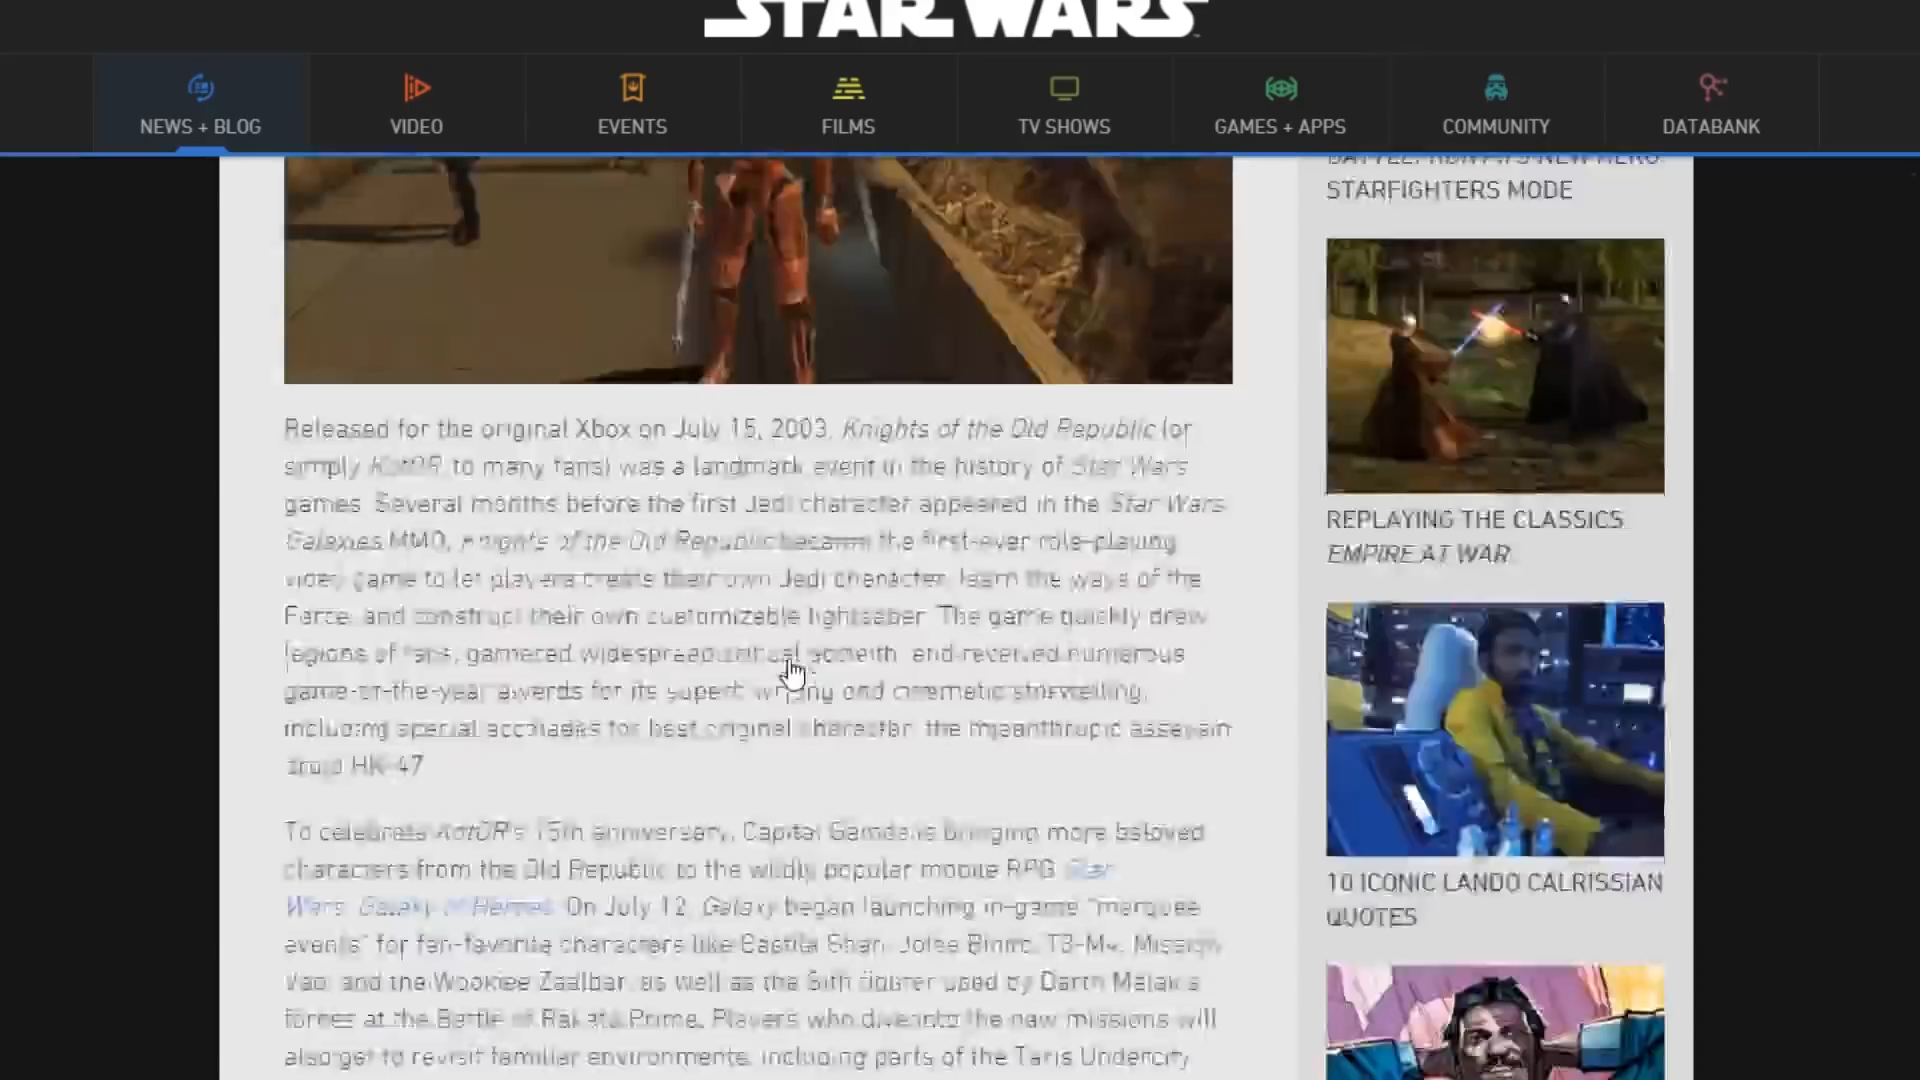 STAR WARS
NEWS + BLOG
VIDEO
EVENTS
FILMS
TV SHOWS
GAMES + APPS
COMMUNITY
DATABANK
Released for the original Xbox on July 15, 2003, Knights of the Old Republic (or
simply KotOR to many fans) was a landmark event in the history of Star Wars
games. Several months before the first Jedi character appeared in the Star Wars
Galaxies MMO, Knights of the Old Republic became the first-ever role-playing
video game to let players create their own Jedi character, learn the ways of the
Force, and construct their own customizable lightsaber. The game quickly drew
legions of fans, garnered widespread critical and received numerous
game-of-the-year awards for its superb writing and cinematic storytelling,
including special accolades for best original character, the misanthropic assassin
droid HK-47
To celebrate KotOR's 15th anniversary, Capital Games is bringing more beloved
characters from the Old Republic to the wildly popular mobile RPG Star
Wars: Galaxy of Heroes. On July 12, Galaxy began launching in-game "marquee
events" for fan-favorite characters like Bastila Shan, Jolee Bindo, T3-M4, Mission
Vao, and the Wookiee Zaalbar, as well as the Sith fighter used by Darth Malak's
forces at the Battle of Rakata Prime. Players who dive into the new missions will
also get to revisit familiar environments, including parts of the Taris Undercity
STARFIGHTERS MODE
REPLAYING THE CLASSICS
EMPIRE AT WAR
10 ICONIC LANDO CALRISSIAN
QUOTES